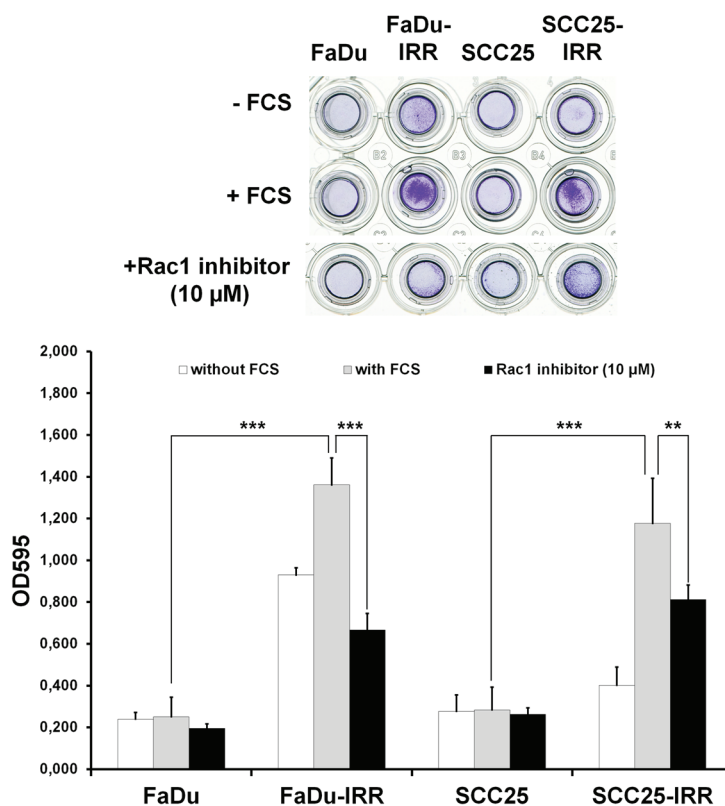 FaDu FaDu-IRR SCC25 SCC25-IRR
- FCS
B2 B3 B4
+ FCS
+Rac1 inhibitor
(10 µM)
2,000
without FCS with FCS Rac1 inhibitor (10 µM)
1,800
1,600
*** *** *** **
1,400
1,200
1,000
0,800
0,600
0,400
0,200
0,000
OD595
FaDu FaDu-IRR SCC25 SCC25-IRR